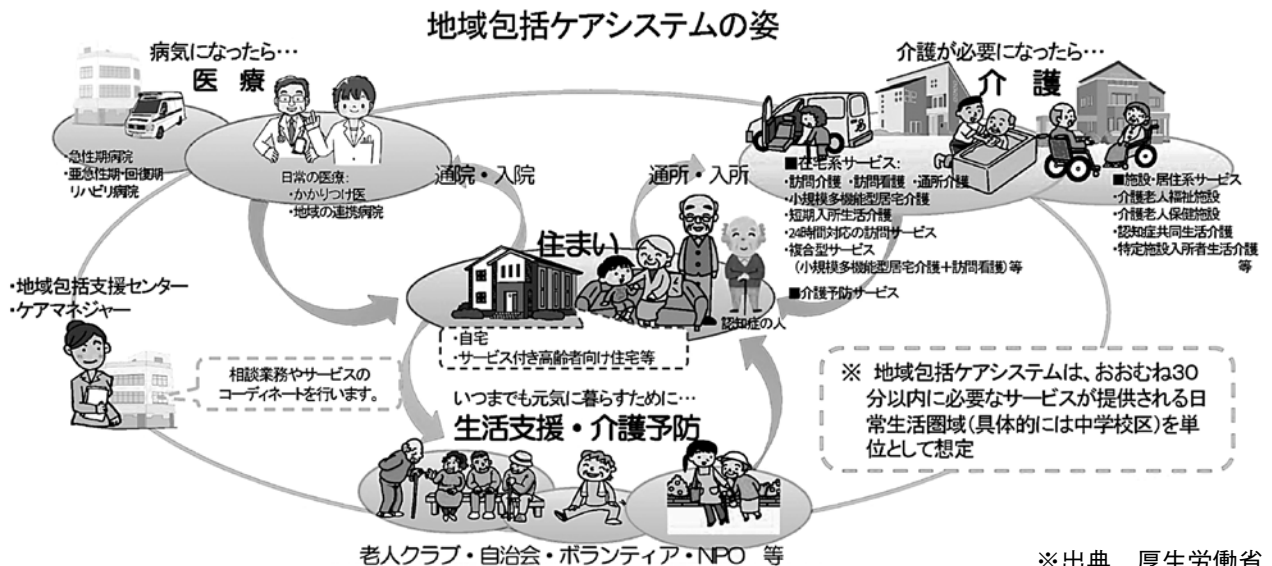 地域包括ケアシステムの姿
病気になったら…
医 療
・急性期病院
・亜急性期・回復期
リハビリ病院
日常の医療:
・かかりつけ医
・地域の連携病院
通院・入院
通所・入所
介護が必要になったら…
介 護
■在宅系サービス:
・訪問介護 ・訪問看護 ・通所介護
・小規模多機能型居宅介護
・短期入所生活介護
・24時間対応の訪問サービス
・複合型サービス
(小規模多機能型居宅介護+訪問看護)等
■介護予防サービス
■施設・居住系サービス
・介護老人福祉施設
・介護老人保健施設
・認知症共同生活介護
・特定施設入所者生活介護
等
住まい
認知症の人
・自宅
・サービス付き高齢者向け住宅等
・地域包括支援センター
・ケアマネジャー
相談業務やサービスの
コーディネートを行います。
いつまでも元気に暮らすために…
生活支援・介護予防
老人クラブ・自治会・ボランティア・NPO 等
※ 地域包括ケアシステムは、おおむね30
分以内に必要なサービスが提供される日
常生活圏域(具体的には中学校区)を単
位として想定
※出典 厚生労働省